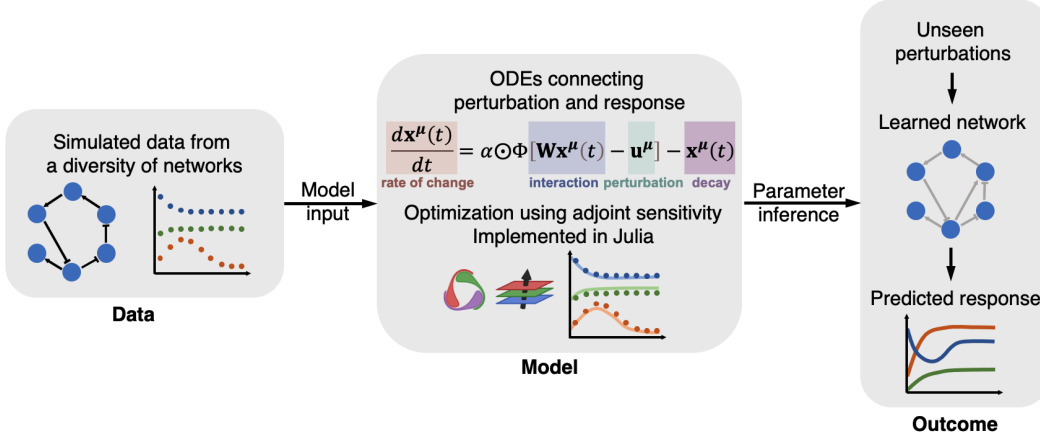 Simulated data from
a diversity of networks
Data
Model
input
ODEs connecting
perturbation and response
d𝐱^𝛍(t)/dt = α⊙Φ[𝐖𝐱^𝛍(t) − 𝐮^𝛍] − 𝐱^𝛍(t)
rate of change interaction perturbation decay
Optimization using adjoint sensitivity
Implemented in Julia
Model
Parameter
inference
Unseen
perturbations
Learned network
Predicted response
Outcome